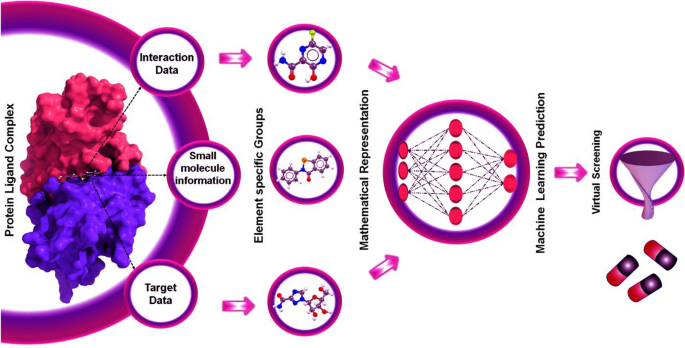 Protein Ligand Complex
Interaction
Data
Small
molecule
information
Target
Data
Element specific Groups
Mathematical Representation
Machine Learning Prediction
Virtual Screening